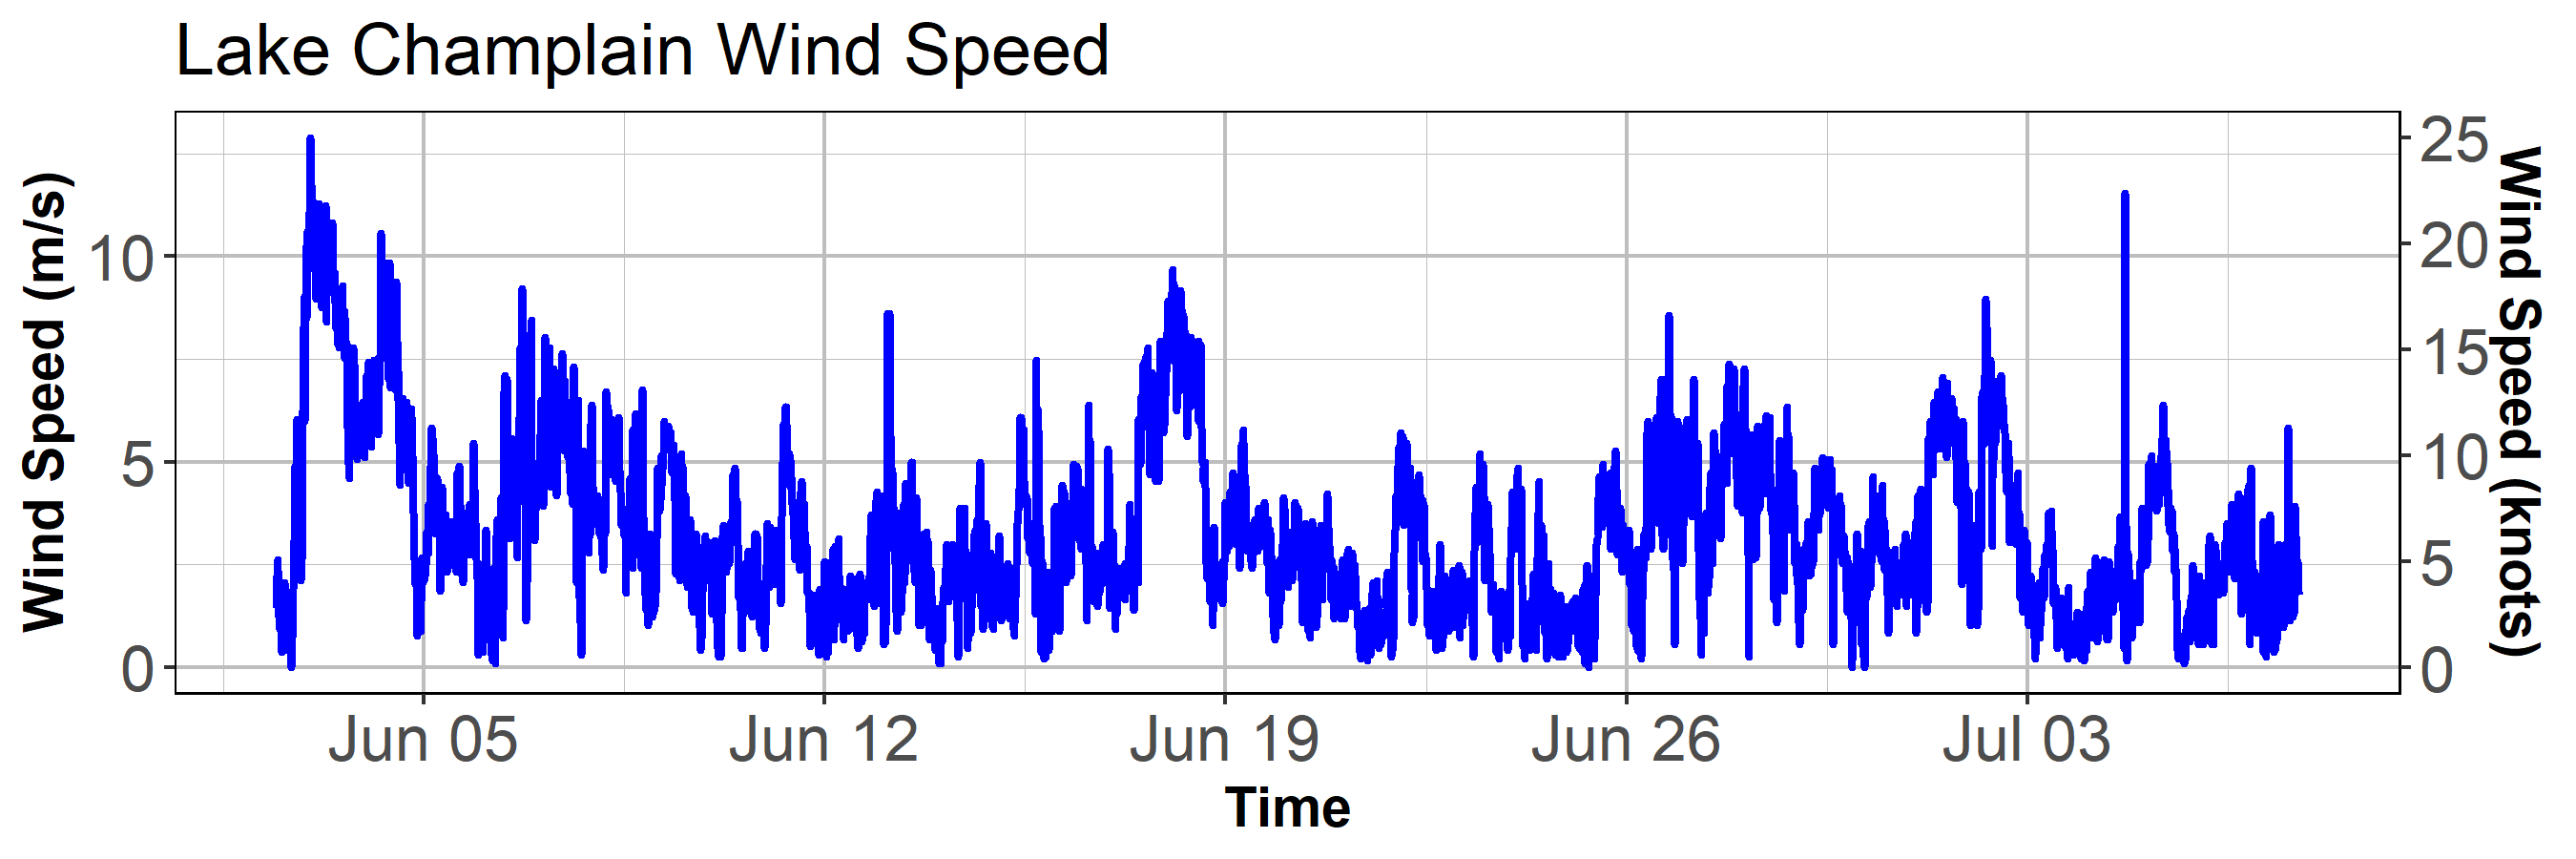 Lake Champlain Wind Speed
Wind Speed (m/s)
10
5
0
25
20
15
10
5
0
Wind Speed (knots)
Jun 05
Jun 12
Jun 19
Jun 26
Jul 03
Time